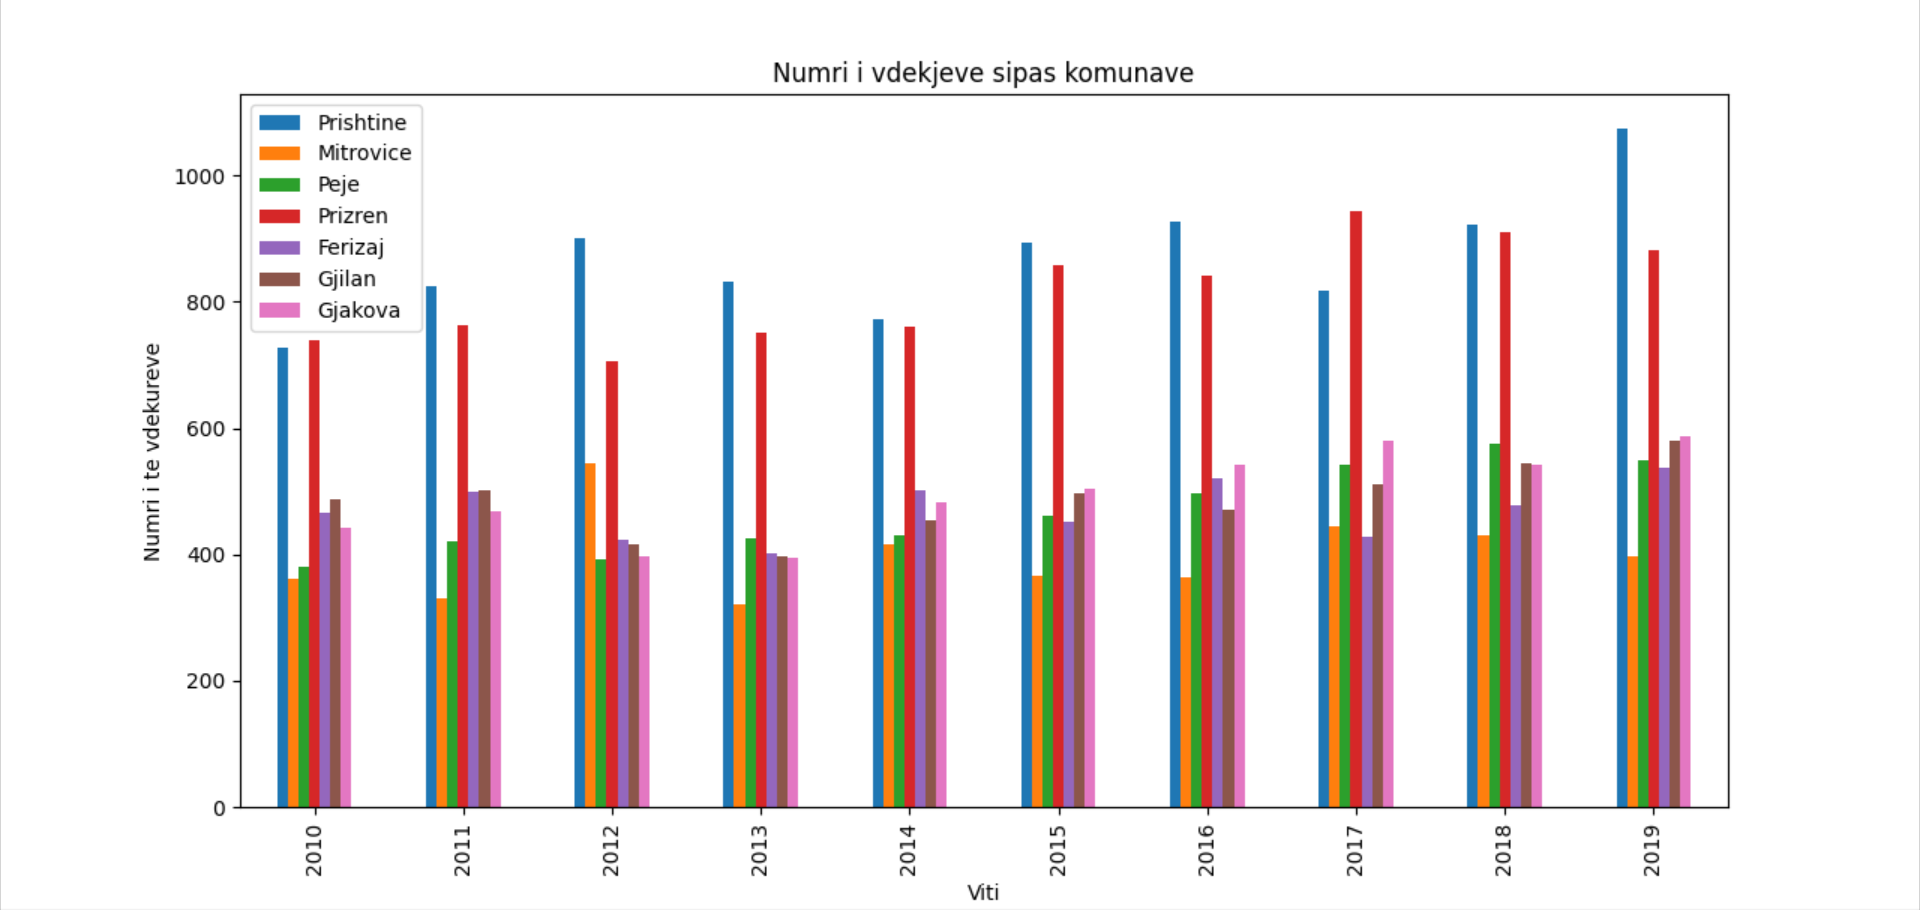 Numri i vdekjeve sipas komunave
Prishtine
Mitrovice
Peje
Prizren
Ferizaj
Gjilan
Gjakova
1000
800
600
400
200
0
Numri i te vdekureve
2010
2011
2012
2013
2014
2015
2016
2017
2018
2019
Viti